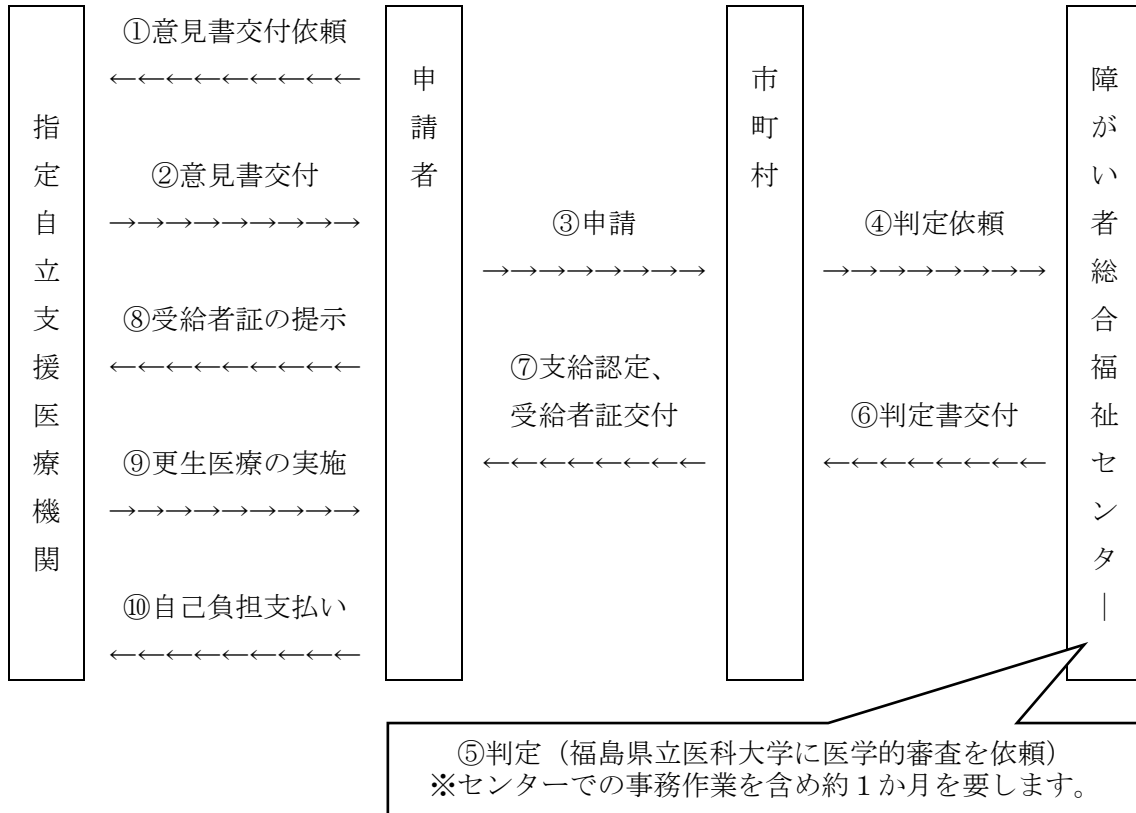 ①意見書交付依頼
←←←←←←←←←
②意見書交付
→→→→→→→→→
⑧受給者証の提示
←←←←←←←←←
⑨更生医療の実施
→→→→→→→→→
⑩自己負担支払い
←←←←←←←←←
指定自立支援医療機関
申請者
③申請
→→→→→→→→
⑦支給認定、
受給者証交付
←←←←←←←←
市町村
④判定依頼
→→→→→→→→
⑥判定書交付
←←←←←←←←
障がい者総合福祉センター
⑤判定（福島県立医科大学に医学的審査を依頼）
※センターでの事務作業を含め約１か月を要します。